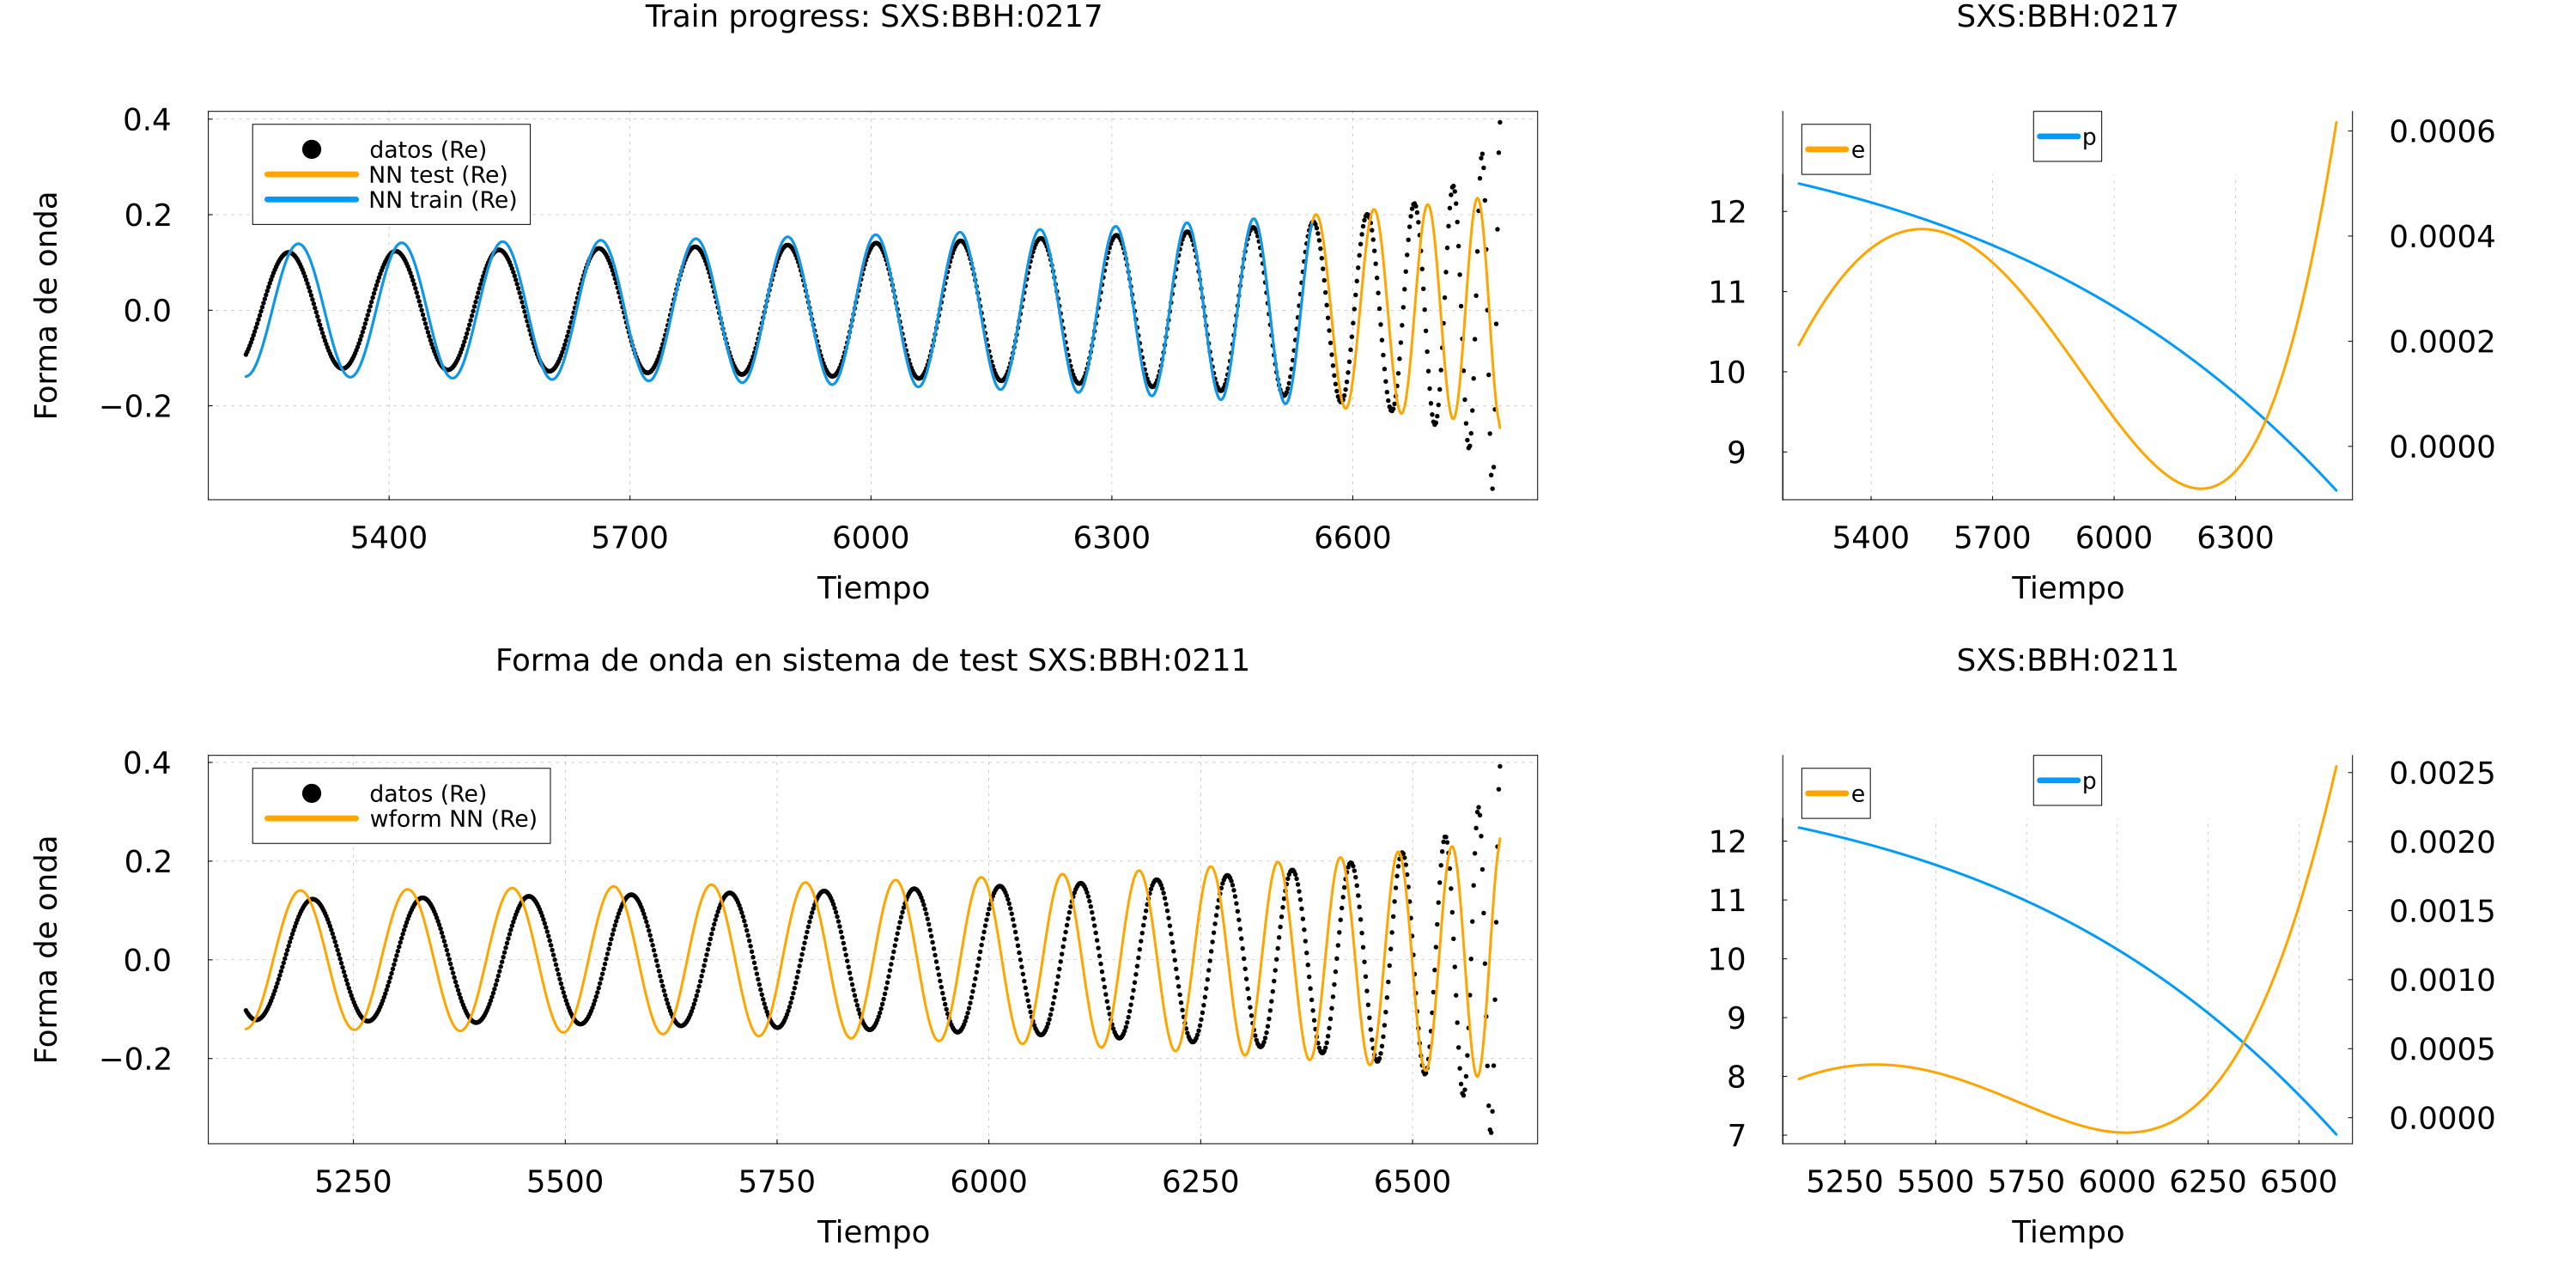 Train progress: SXS:BBH:0217
Forma de onda
0.4
0.2
0.0
−0.2
datos (Re)
NN test (Re)
NN train (Re)
5400 5700 6000 6300 6600
Tiempo
SXS:BBH:0217
12
11
10
9
e
p
0.0006
0.0004
0.0002
0.0000
5400 5700 6000 6300
Tiempo
Forma de onda en sistema de test SXS:BBH:0211
Forma de onda
0.4
0.2
0.0
−0.2
datos (Re)
wform NN (Re)
5250 5500 5750 6000 6250 6500
Tiempo
SXS:BBH:0211
12
11
10
9
8
7
e
p
0.0025
0.0020
0.0015
0.0010
0.0005
0.0000
5250 5500 5750 6000 6250 6500
Tiempo